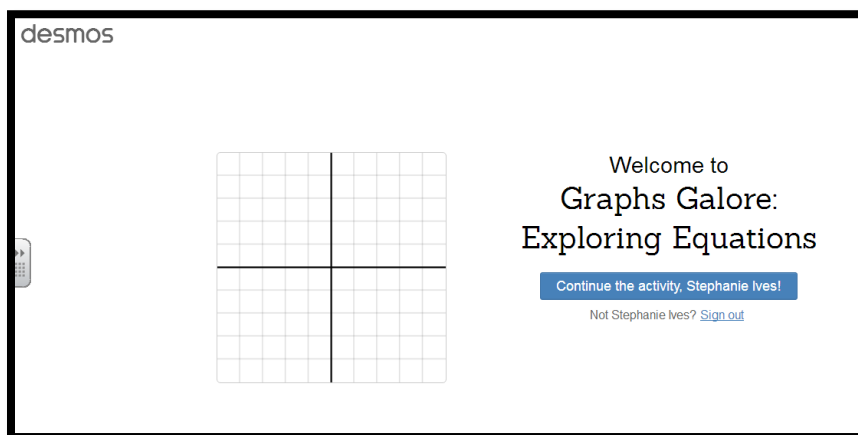 desmos
Welcome to
Graphs Galore:
Exploring Equations
Continue the activity, Stephanie Ives!
Not Stephanie Ives? Sign out